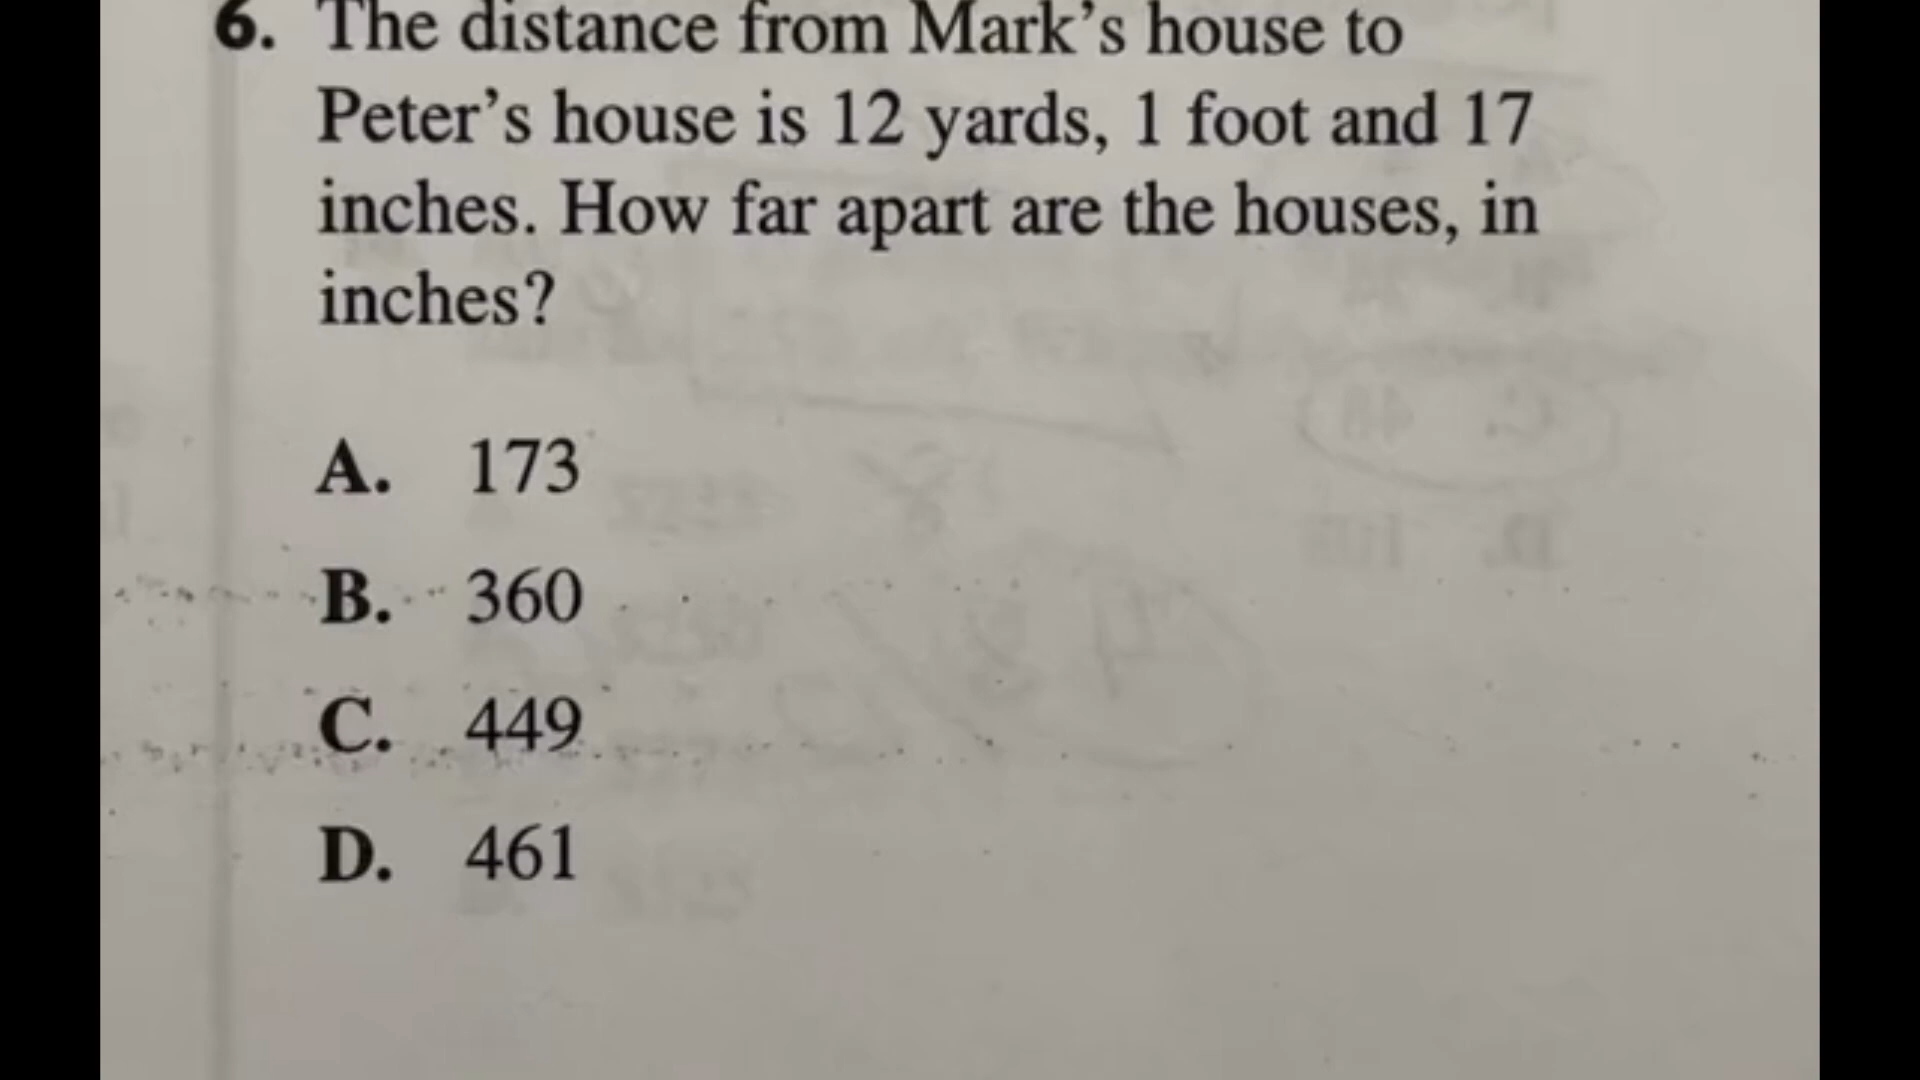 6. The distance from Mark's house to
Peter's house is 12 yards, 1 foot and 17
inches. How far apart are the houses, in
inches?
A. 173
B. 360
C. 449
D. 461